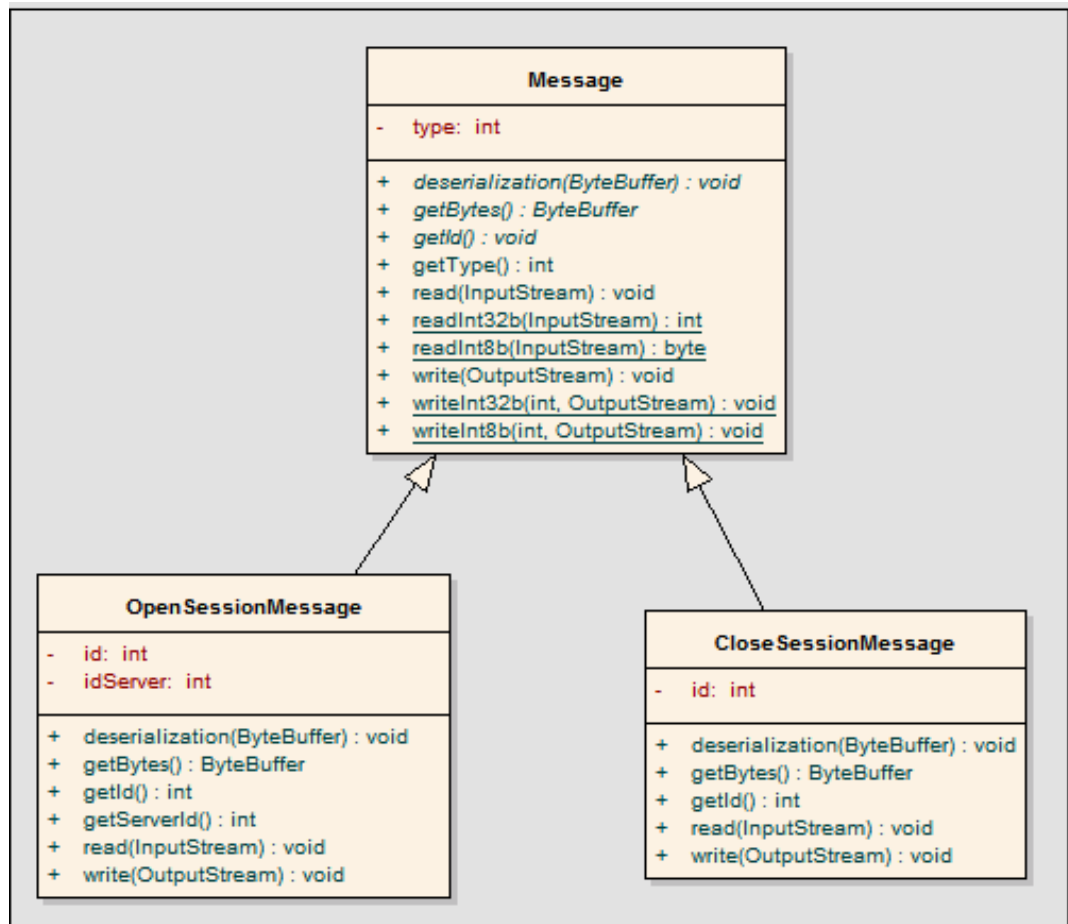 Message
- type: int
+ deserialization(ByteBuffer) : void
+ getBytes() : ByteBuffer
+ getId() : void
+ getType() : int
+ read(InputStream) : void
+ readInt32b(InputStream) : int
+ readInt8b(InputStream) : byte
+ write(OutputStream) : void
+ writeInt32b(int, OutputStream) : void
+ writeInt8b(int, OutputStream) : void
OpenSessionMessage
- id: int
- idServer: int
+ deserialization(ByteBuffer) : void
+ getBytes() : ByteBuffer
+ getId() : int
+ getServerId() : int
+ read(InputStream) : void
+ write(OutputStream) : void
CloseSessionMessage
- id: int
+ deserialization(ByteBuffer) : void
+ getBytes() : ByteBuffer
+ getId() : int
+ read(InputStream) : void
+ write(OutputStream) : void